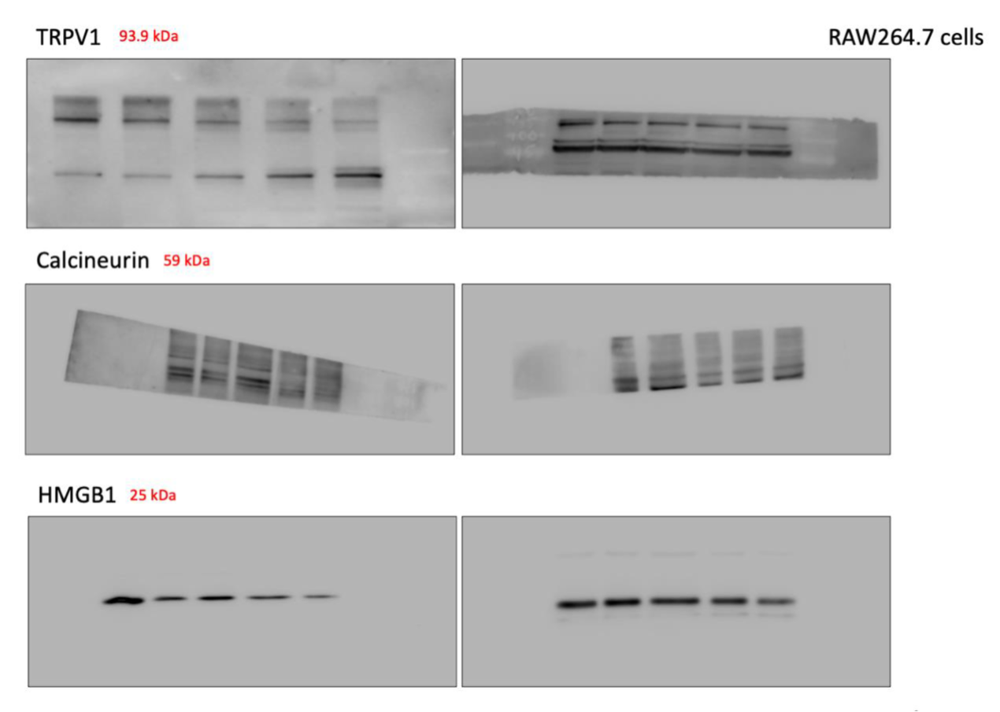 TRPV1 93.9 kDa RAW264.7 cells
Calcineurin 59 kDa
HMGB1 25 kDa